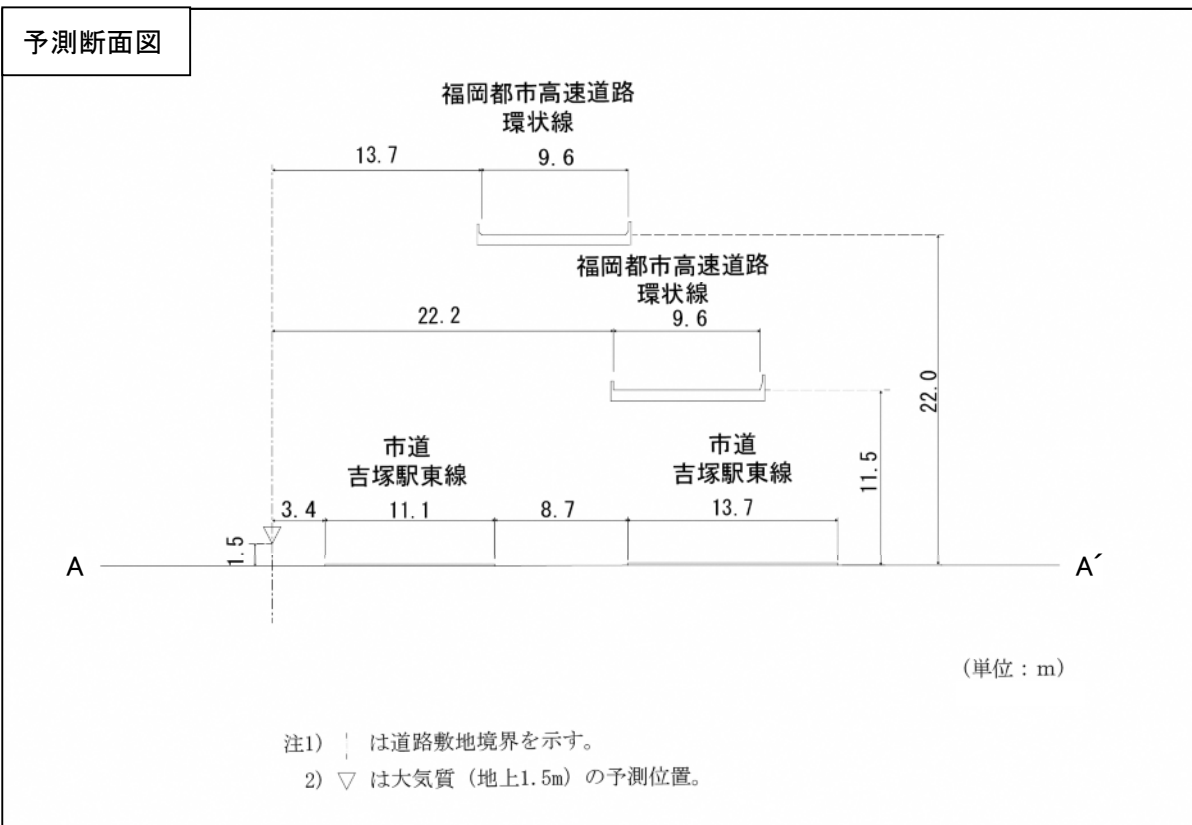 予測断面図
福岡都市高速道路
環状線
13.7
9.6
福岡都市高速道路
環状線
22.2
9.6
22.0
11.5
市道
吉塚駅東線
市道
吉塚駅東線
3.4
11.1
8.7
13.7
1.5
A
A´
(単位：m)
注1) ¦ は道路敷地境界を示す。
2) ▽ は大気質（地上1.5m）の予測位置。